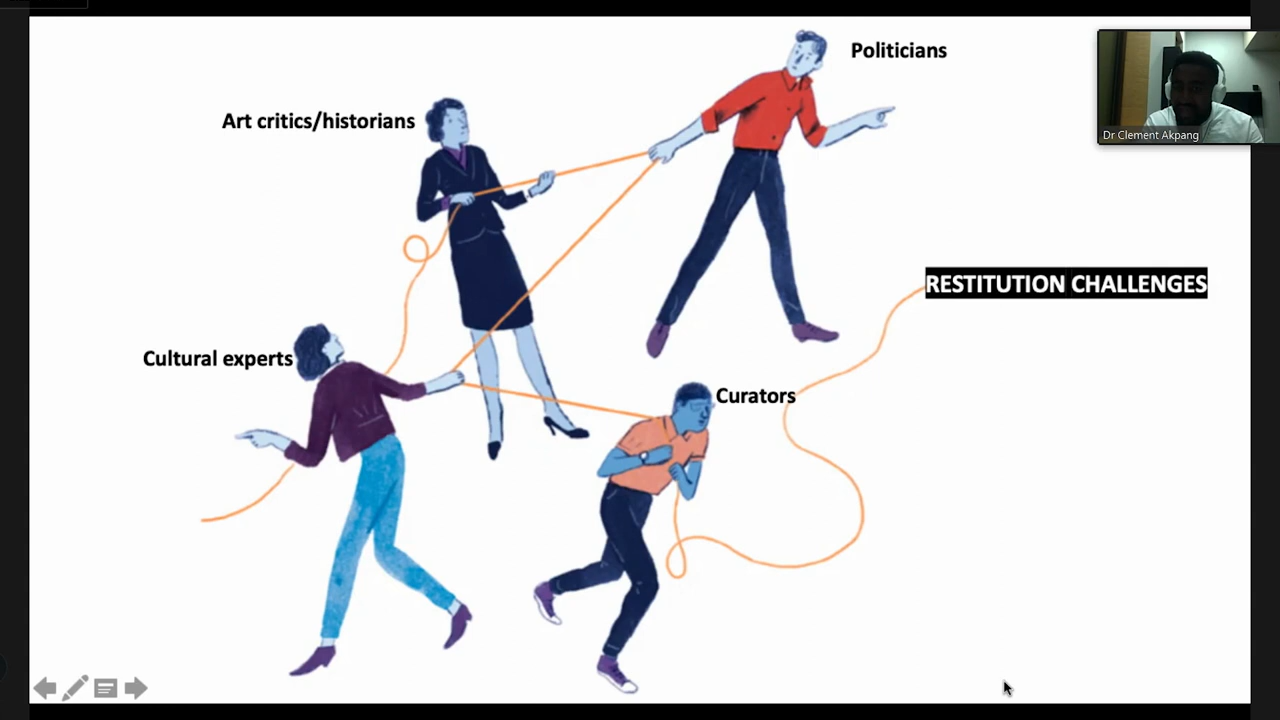 Politicians
Art critics/historians
Dr Clement Akpang
RESTITUTION CHALLENGES
Cultural experts
Curators